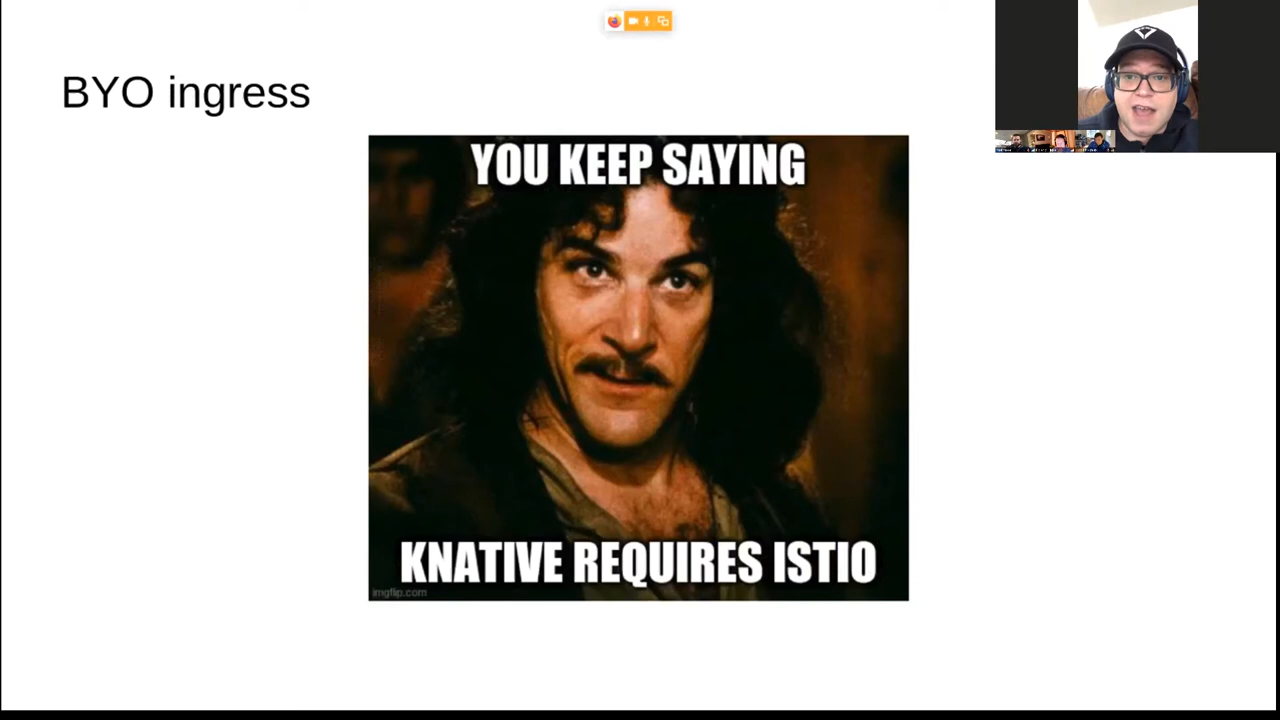 BYO ingress
YOU KEEP SAYING
KNATIVE REQUIRES ISTIO
imgflip.com